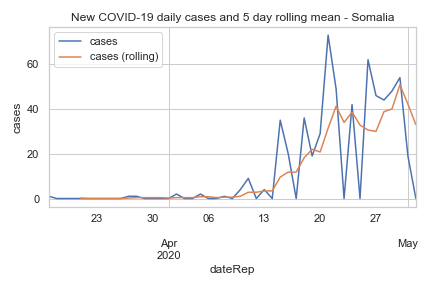 New COVID-19 daily cases and 5 day rolling mean - Somalia
cases
cases (rolling)
cases
60
40
20
0
23 30 06 13 20 27
Apr May
2020
dateRep